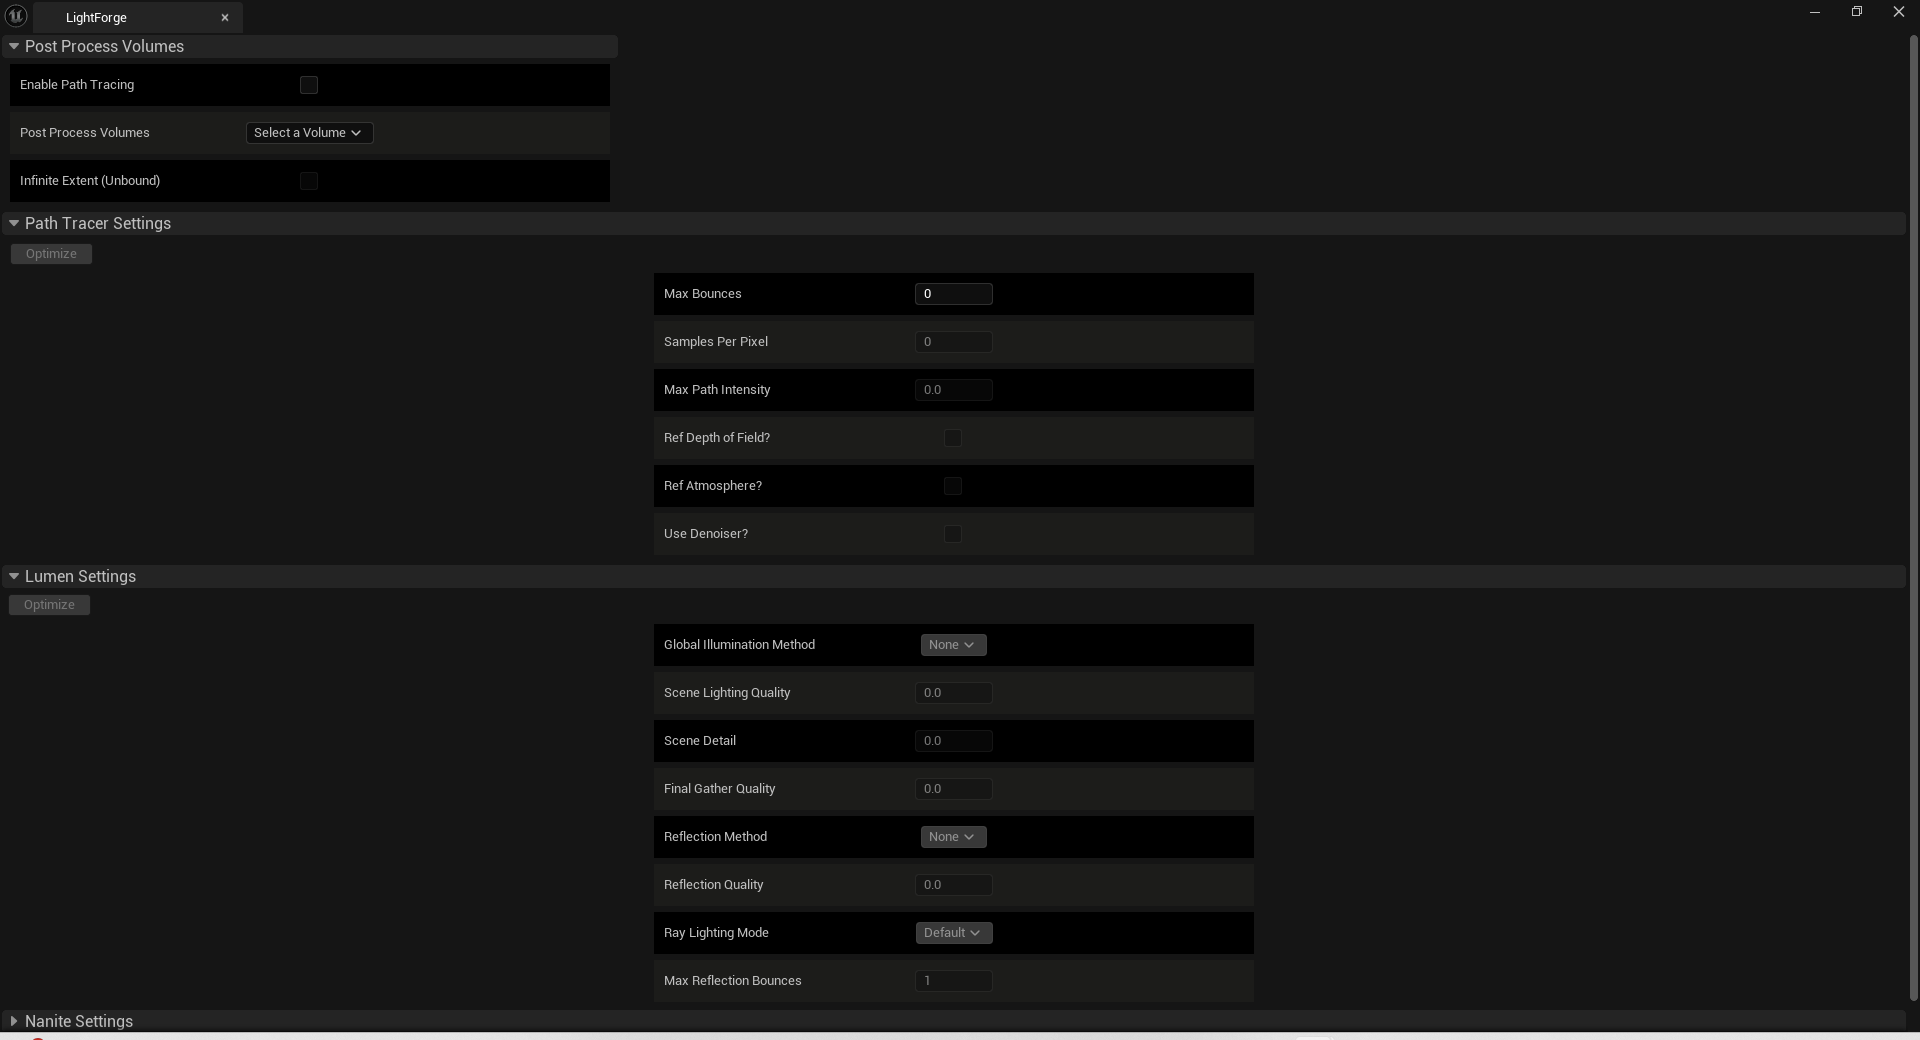 LightForge
Post Process Volumes
Enable Path Tracing
Post Process Volumes Select a Volume
Infinite Extent (Unbound)
Path Tracer Settings
Optimize
Max Bounces 0
Samples Per Pixel 0
Max Path Intensity 0.0
Ref Depth of Field?
Ref Atmosphere?
Use Denoiser?
Lumen Settings
Optimize
Global Illumination Method None
Scene Lighting Quality 0.0
Scene Detail 0.0
Final Gather Quality 0.0
Reflection Method None
Reflection Quality 0.0
Ray Lighting Mode Default
Max Reflection Bounces 1
Nanite Settings